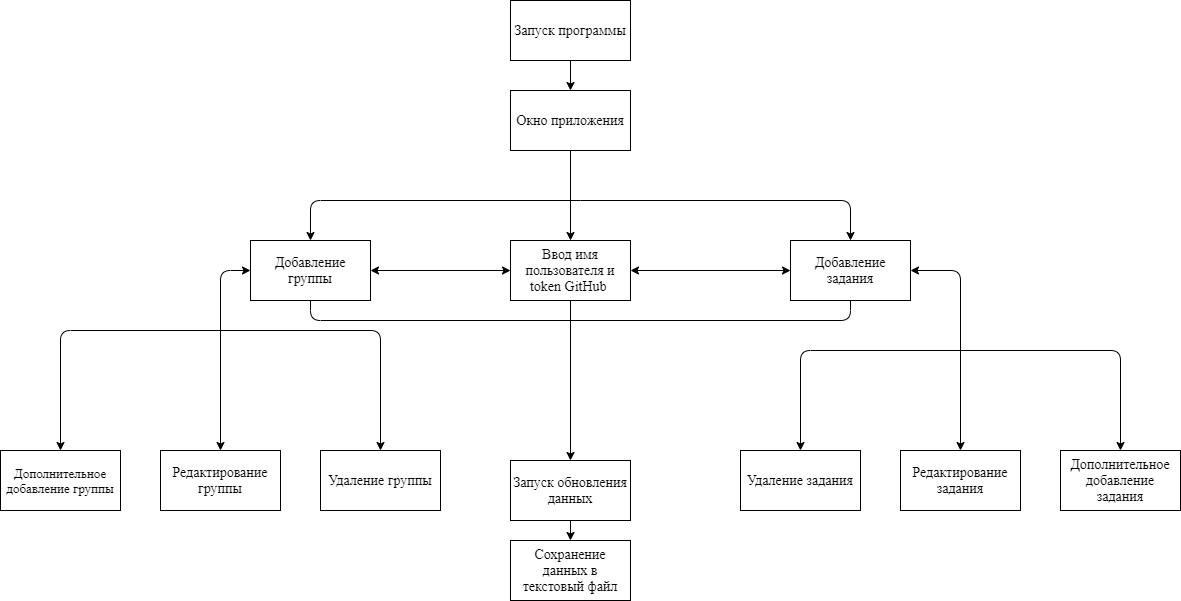 Запуск программы
Окно приложения
Добавление
группы
Ввод имя
пользователя и
token GitHub
Добавление
задания
Дополнительное
добавление группы
Редактирование
группы
Удаление группы
Запуск обновления
данных
Удаление задания
Редактирование
задания
Дополнительное
добавление
задания
Сохранение
данных в
текстовый файл